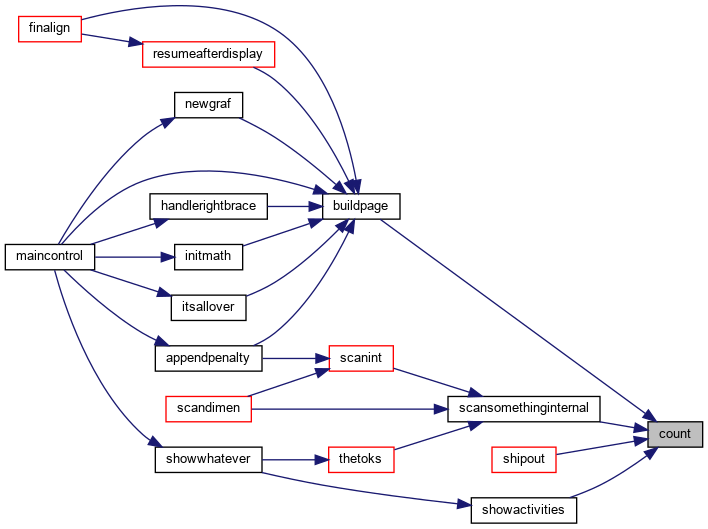 finalign
resumeafterdisplay
newgraf
handlerightbrace
buildpage
maincontrol
initmath
itsallover
appendpenalty
scanint
scandimen
scansomethinginternal
count
showwhatever
thetoks
shipout
showactivities